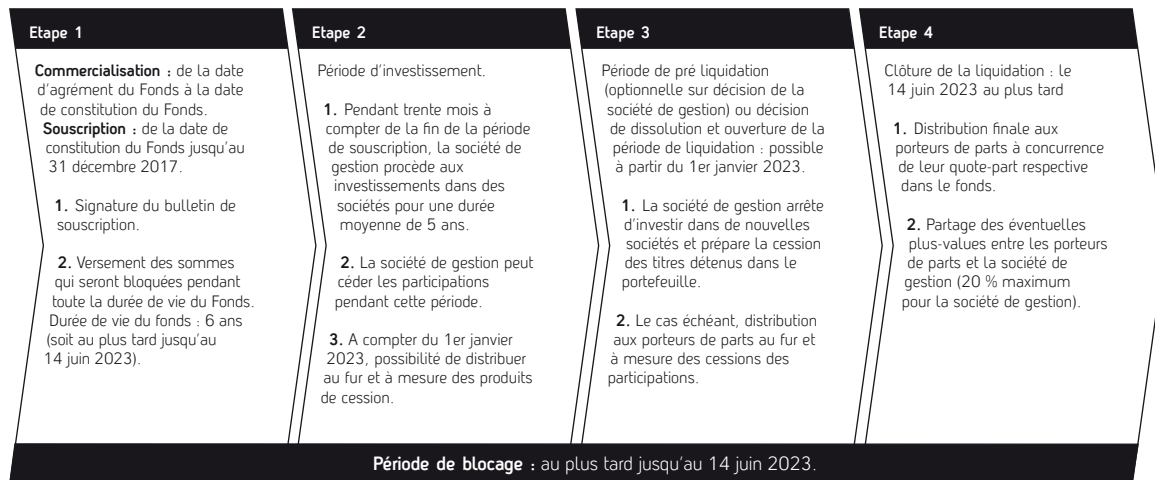 Etape 1
Commercialisation : de la date
d'agrément du Fonds à la date
de constitution du Fonds.
Souscription : de la date de
constitution du Fonds jusqu'au
31 décembre 2017.
1. Signature du bulletin de
souscription.
2. Versement des sommes
qui seront bloquées pendant
toute la durée de vie du Fonds.
Durée de vie du fonds : 6 ans
(soit au plus tard jusqu'au
14 juin 2023).
Etape 2
Période d'investissement.
1. Pendant trente mois à
compter de la fin de la période
de souscription, la société de
gestion procède aux
investissements dans des
sociétés pour une durée
moyenne de 5 ans.
2. La société de gestion peut
céder les participations
pendant cette période.
3. A compter du 1er janvier
2023, possibilité de distribuer
au fur et à mesure des produits
de cession.
Etape 3
Période de pré liquidation
(optionnelle sur décision de la
société de gestion) ou décision
de dissolution et ouverture de la
période de liquidation : possible
à partir du 1er janvier 2023.
1. La société de gestion arrête
d'investir dans de nouvelles
sociétés et prépare la cession
des titres détenus dans le
portefeuille.
2. Le cas échéant, distribution
aux porteurs de parts au fur et
à mesure des cessions des
participations.
Etape 4
Clôture de la liquidation : le
14 juin 2023 au plus tard
1. Distribution finale aux
porteurs de parts à concurrence
de leur quote-part respective
dans le fonds.
2. Partage des éventuelles
plus-values entre les porteurs
de parts et la société de
gestion (20 % maximum
pour la société de gestion).
Période de blocage : au plus tard jusqu'au 14 juin 2023.